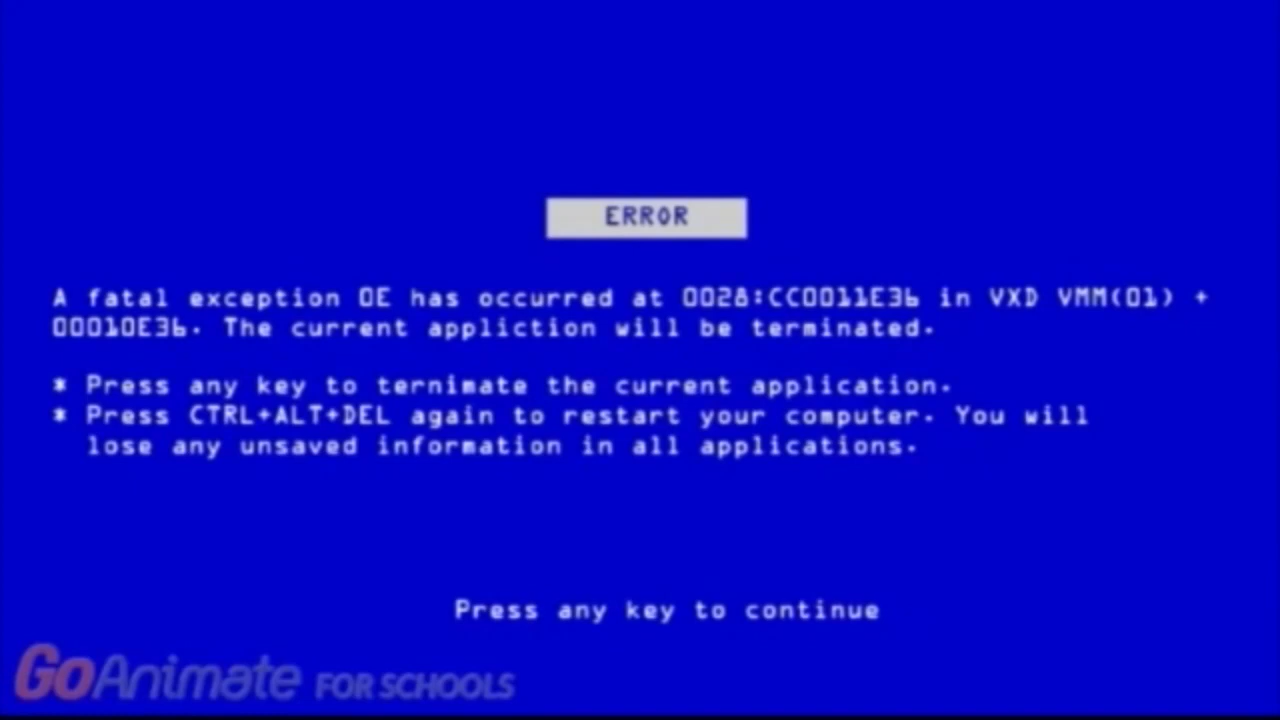 ERROR
A fatal exception 0E has occurred at 0028:CC0011E36 in VXD VMM(01) +
00010E36. The current appliction will be terminated.
* Press any key to ternimate the current application.
* Press CTRL+ALT+DEL again to restart your computer. You will
lose any unsaved information in all applications.
Press any key to continue
GoAnimate FOR SCHOOLS